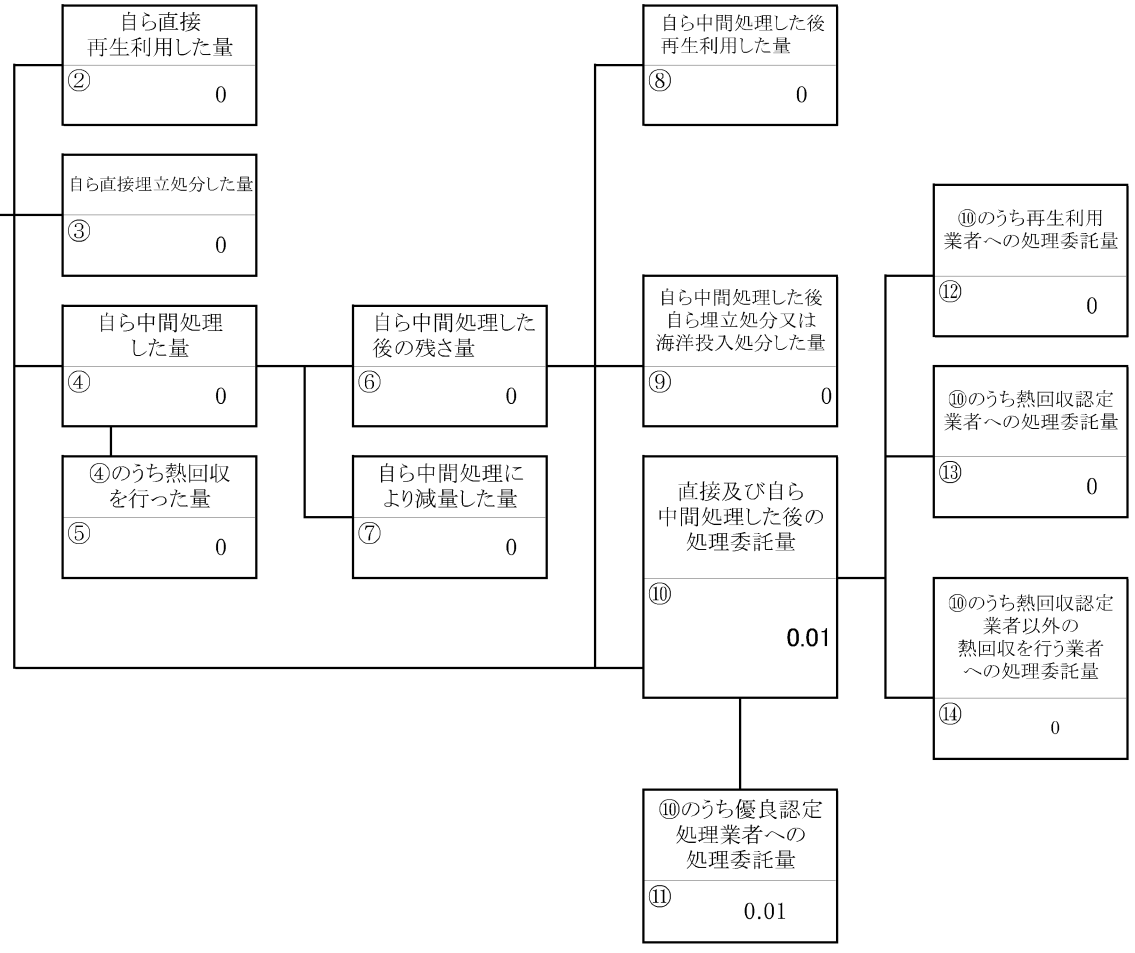 自ら直接
再生利用した量
②
0
自ら直接埋立処分した量
③
0
自ら中間処理
した量
④
0
④のうち熱回収
を行った量
⑤
0
自ら中間処理した
後の残さ量
⑥
0
自ら中間処理に
より減量した量
⑦
0
自ら中間処理した後
再生利用した量
⑧
0
自ら中間処理した後
自ら埋立処分又は
海洋投入処分した量
⑨
0
直接及び自ら
中間処理した後の
処理委託量
⑩
0.01
⑩のうち優良認定
処理業者への
処理委託量
⑪
0.01
⑩のうち再生利用
業者への処理委託量
⑫
0
⑩のうち熱回収認定
業者への処理委託量
⑬
0
⑩のうち熱回収認定
業者以外の
熱回収を行う業者
への処理委託量
⑭
0